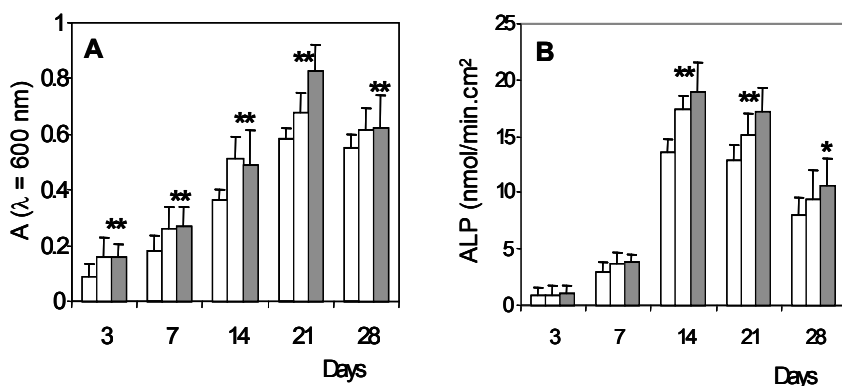 A
A (λ = 600 nm)
1
0.8
0.6
0.4
0.2
0
**
**
**
**
**
3 7 14 21 28
Days
B
ALP (nmol/min.cm²)
25
20
15
10
5
0
**
**
*
3 7 14 21 28
Days